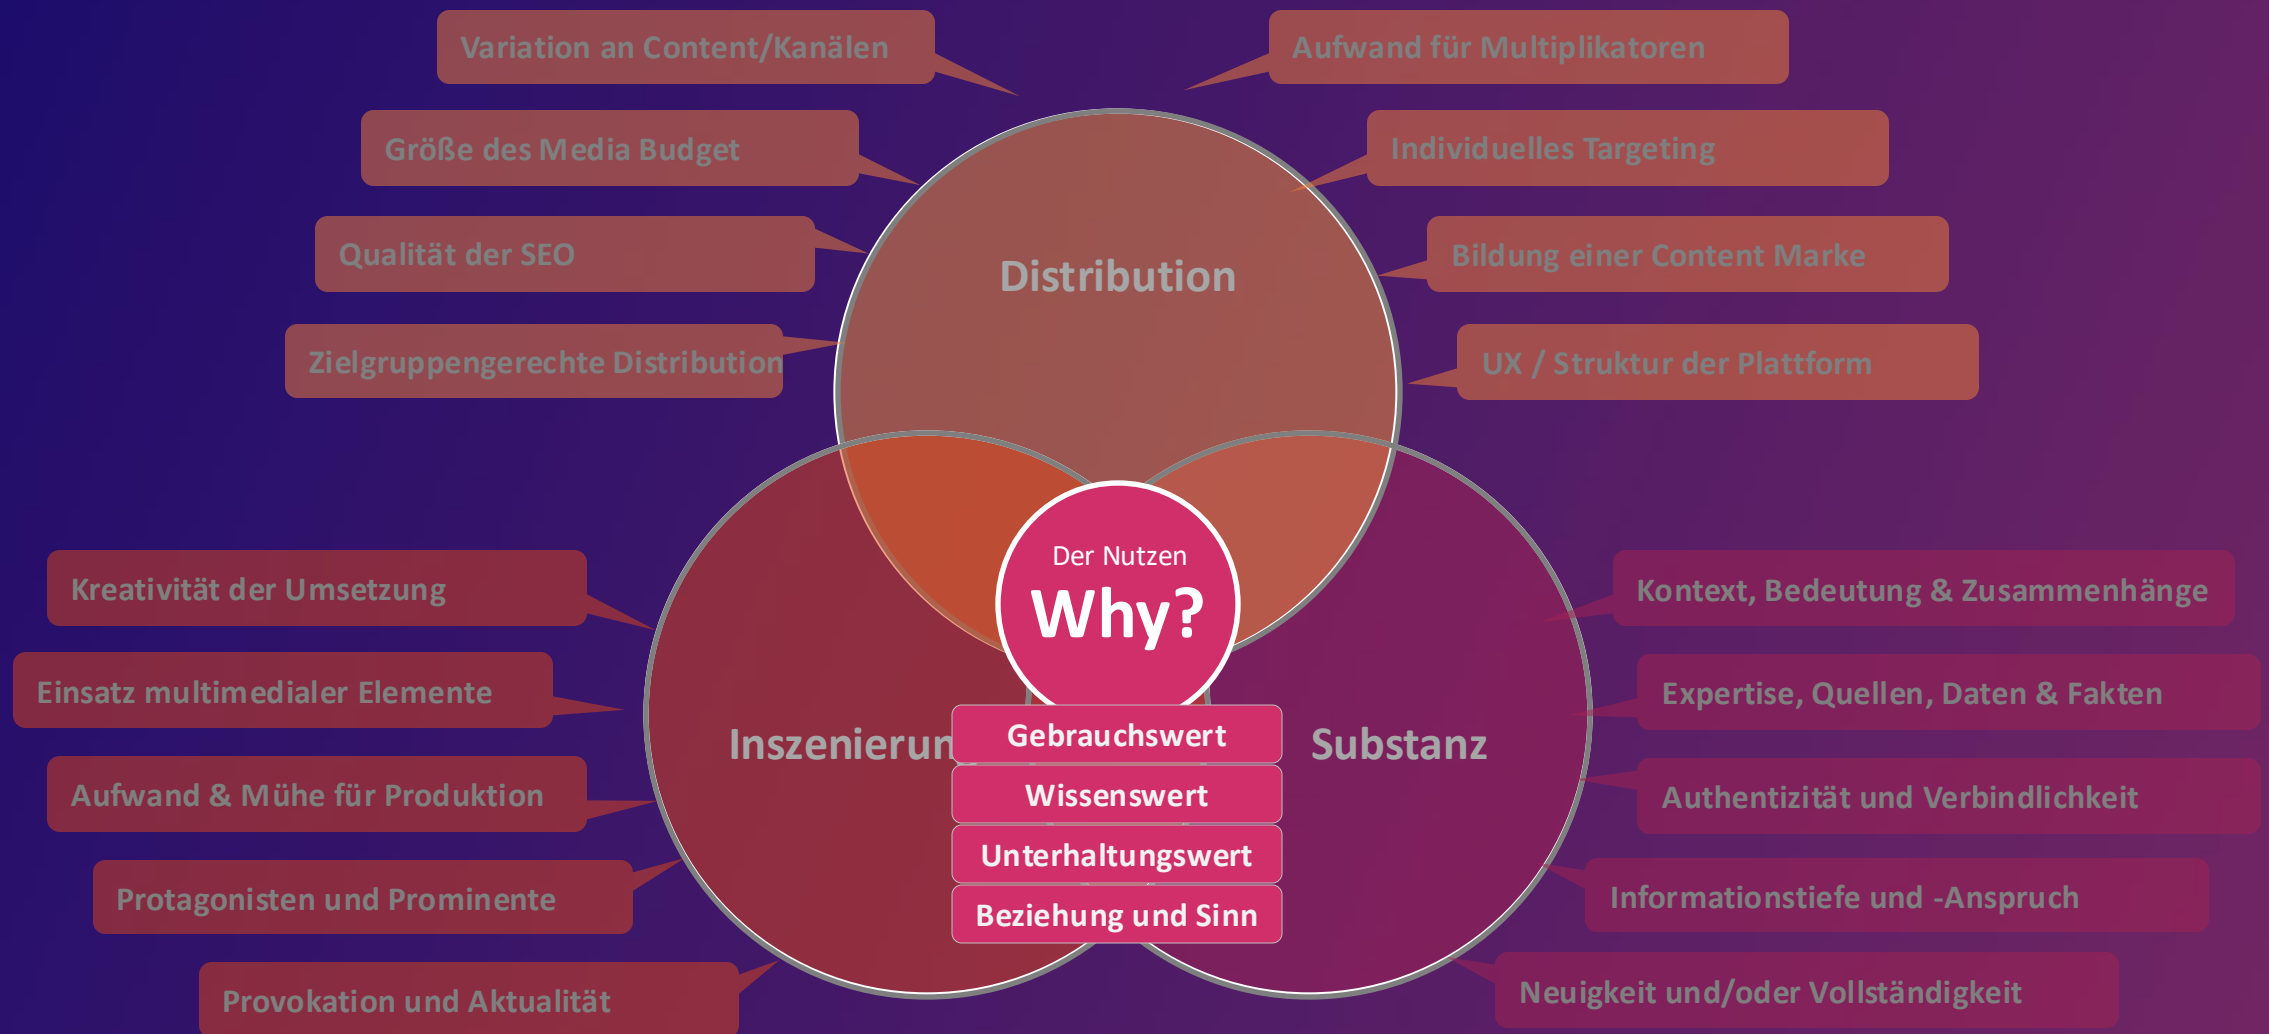 Variation an Content/Kanälen
Aufwand für Multiplikatoren
Größe des Media Budget
Individuelles Targeting
Qualität der SEO
Bildung einer Content Marke
Zielgruppengerechte Distribution
UX / Struktur der Plattform
Distribution
Der Nutzen
Why?
Kreativität der Umsetzung
Kontext, Bedeutung & Zusammenhänge
Einsatz multimedialer Elemente
Expertise, Quellen, Daten & Fakten
Inszenierun
Substanz
Gebrauchswert
Wissenswert
Unterhaltungswert
Beziehung und Sinn
Aufwand & Mühe für Produktion
Authentizität und Verbindlichkeit
Protagonisten und Prominente
Informationstiefe und -Anspruch
Provokation und Aktualität
Neuigkeit und/oder Vollständigkeit